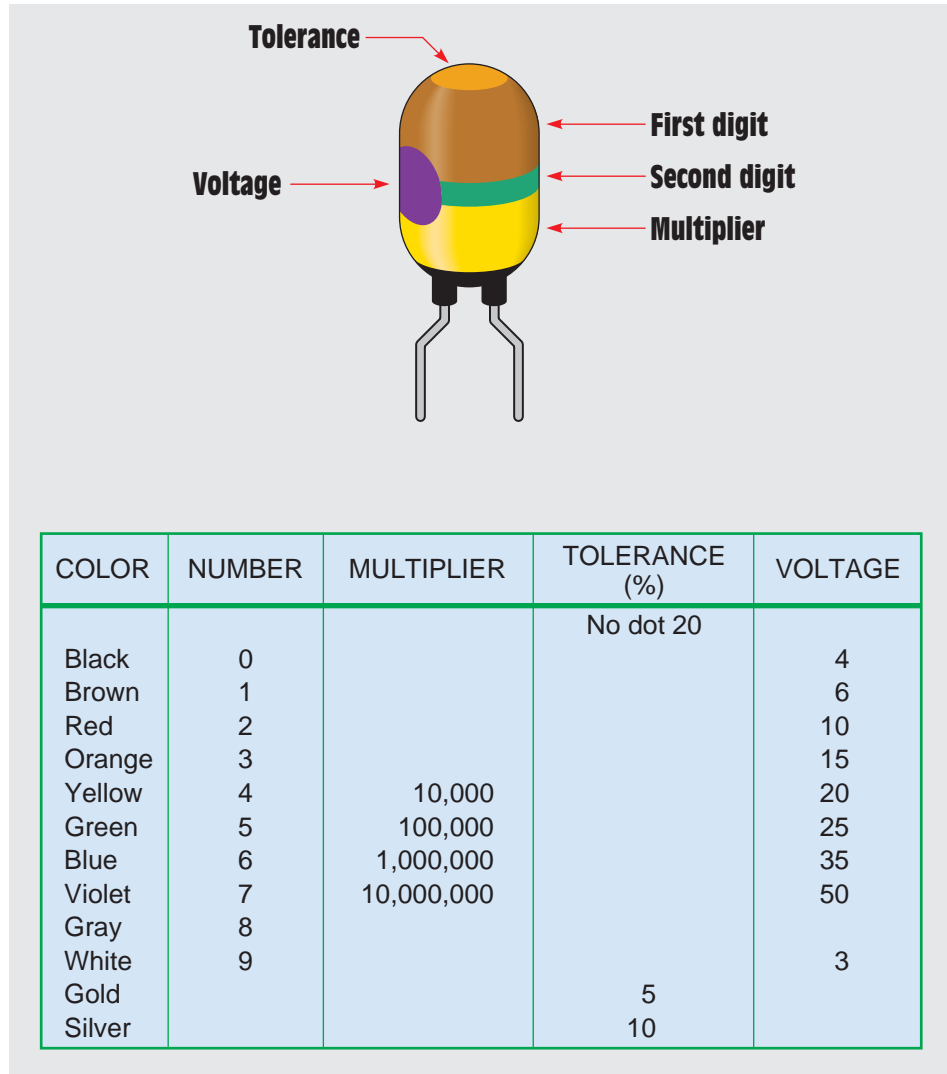 Tolerance
First digit
Voltage
Second digit
Multiplier
COLOR NUMBER MULTIPLIER TOLERANCE (%) VOLTAGE
No dot 20
Black 0 4
Brown 1 6
Red 2 10
Orange 3 15
Yellow 4 10,000 20
Green 5 100,000 25
Blue 6 1,000,000 35
Violet 7 10,000,000 50
Gray 8
White 9 3
Gold 5
Silver 10